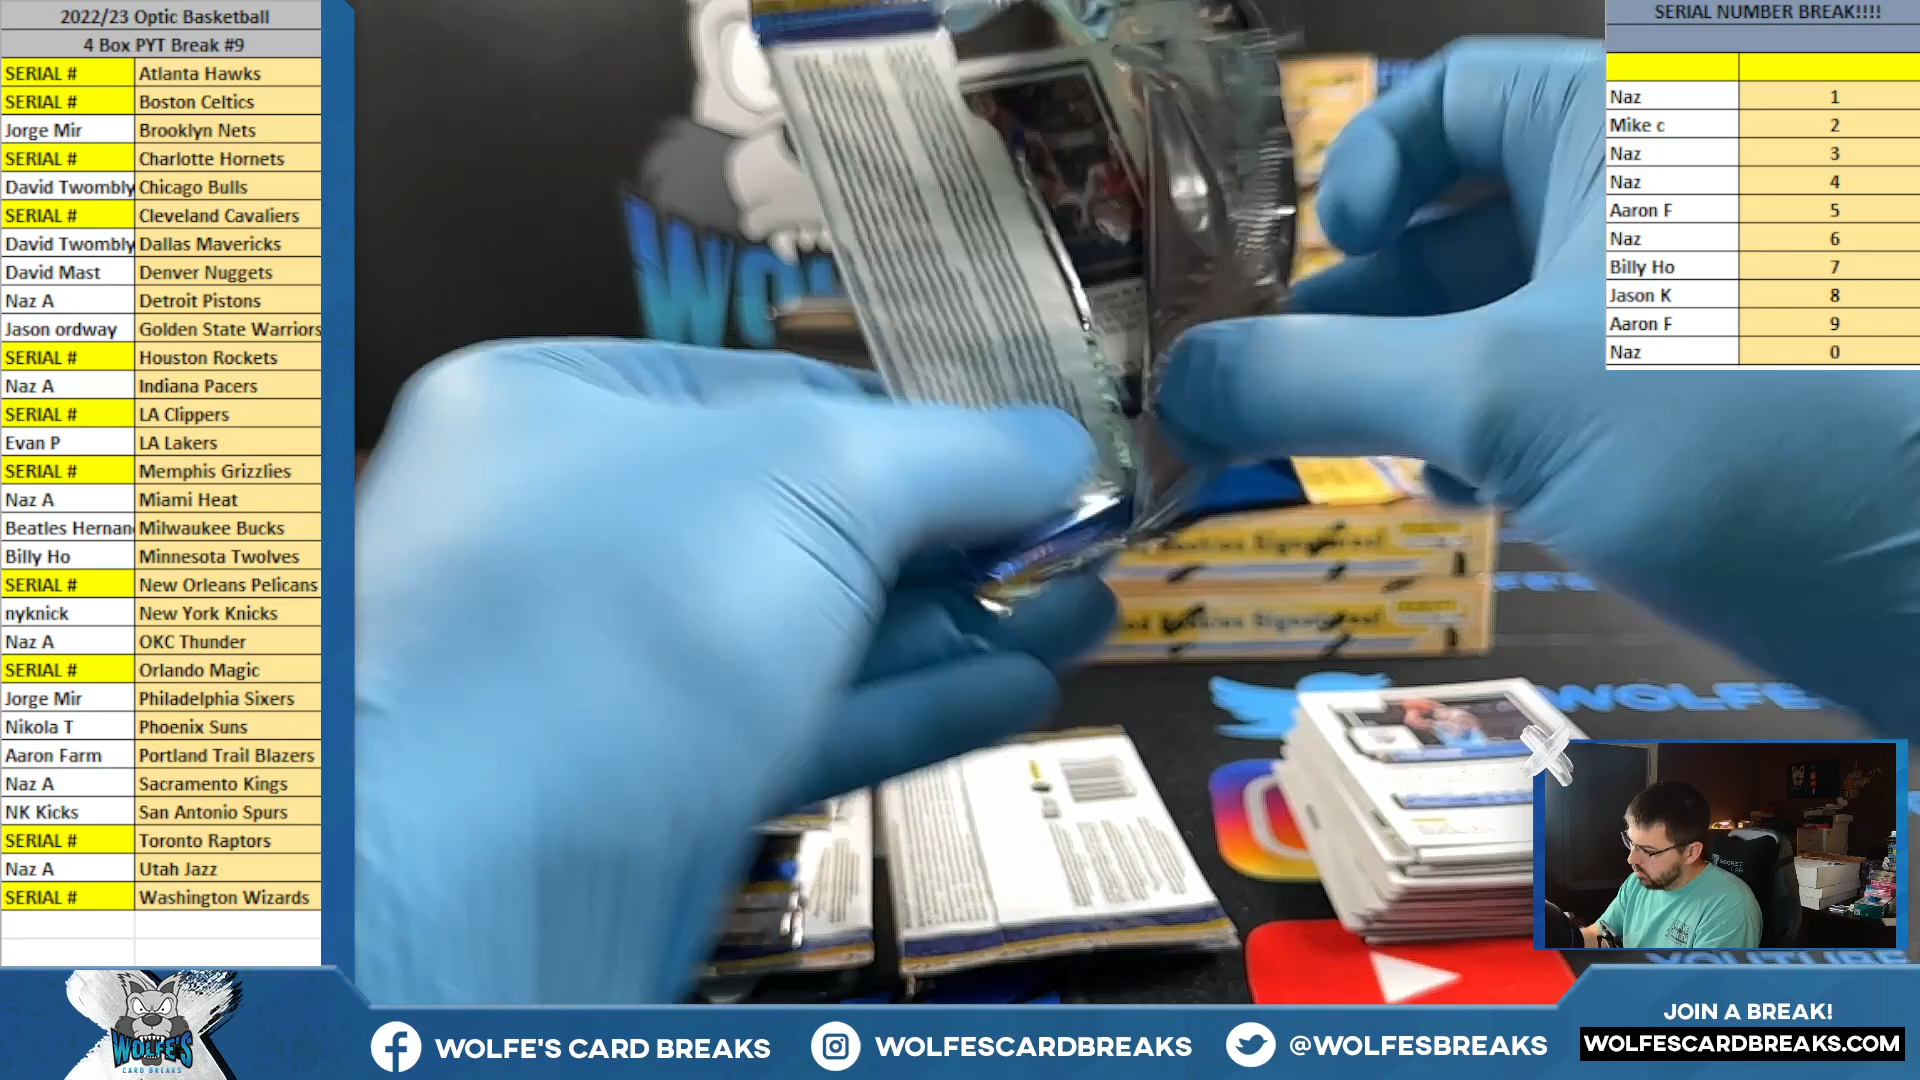 2022/23 Optic Basketball
4 Box PYT Break #9
SERIAL # Atlanta Hawks
SERIAL # Boston Celtics
Jorge Mir Brooklyn Nets
SERIAL # Charlotte Hornets
David Twombly Chicago Bulls
SERIAL # Cleveland Cavaliers
David Twombly Dallas Mavericks
David Mast Denver Nuggets
Naz A Detroit Pistons
Jason ordway Golden State Warriors
SERIAL # Houston Rockets
Naz A Indiana Pacers
SERIAL # LA Clippers
Evan P LA Lakers
SERIAL # Memphis Grizzlies
Naz A Miami Heat
Beatles Hernan Milwaukee Bucks
Billy Ho Minnesota Twolves
SERIAL # New Orleans Pelicans
nyknick New York Knicks
Naz A OKC Thunder
SERIAL # Orlando Magic
Jorge Mir Philadelphia Sixers
Nikola T Phoenix Suns
Aaron Farm Portland Trail Blazers
Naz A Sacramento Kings
NK Kicks San Antonio Spurs
SERIAL # Toronto Raptors
Naz A Utah Jazz
SERIAL # Washington Wizards
SERIAL NUMBER BREAK!!!!
Naz 1
Mike c 2
Naz 3
Naz 4
Aaron F 5
Naz 6
Billy Ho 7
Jason K 8
Aaron F 9
Naz 0
WOLFE
YOUTUBE
WOLFE'S
CARD BREAKS
WOLFE'S CARD BREAKS
WOLFESCARDBREAKS
@WOLFESBREAKS
JOIN A BREAK!
WOLFESCARDBREAKS.COM